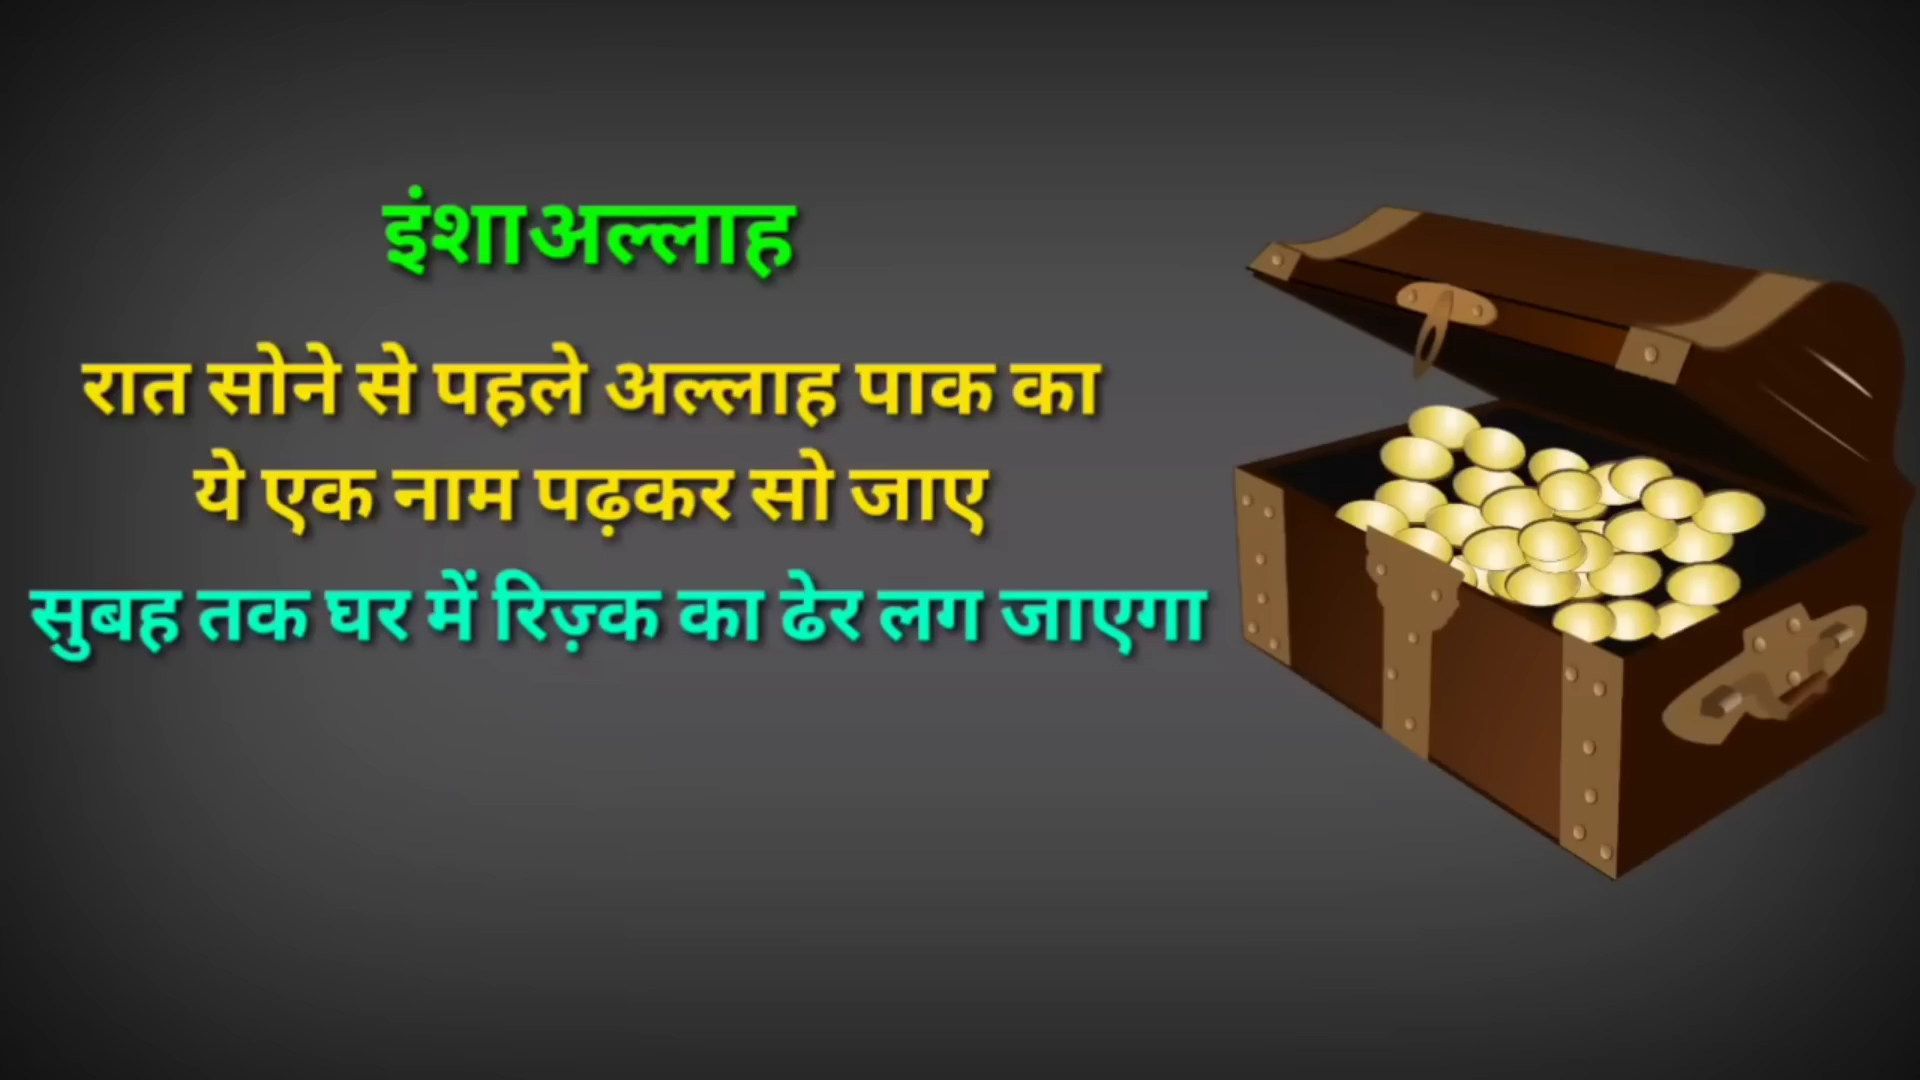 इंशाअल्लाह
रात सोने से पहले अल्लाह पाक का
ये एक नाम पढ़कर सो जाए
सुबह तक घर में रिज़्क का ढेर लग जाएगा